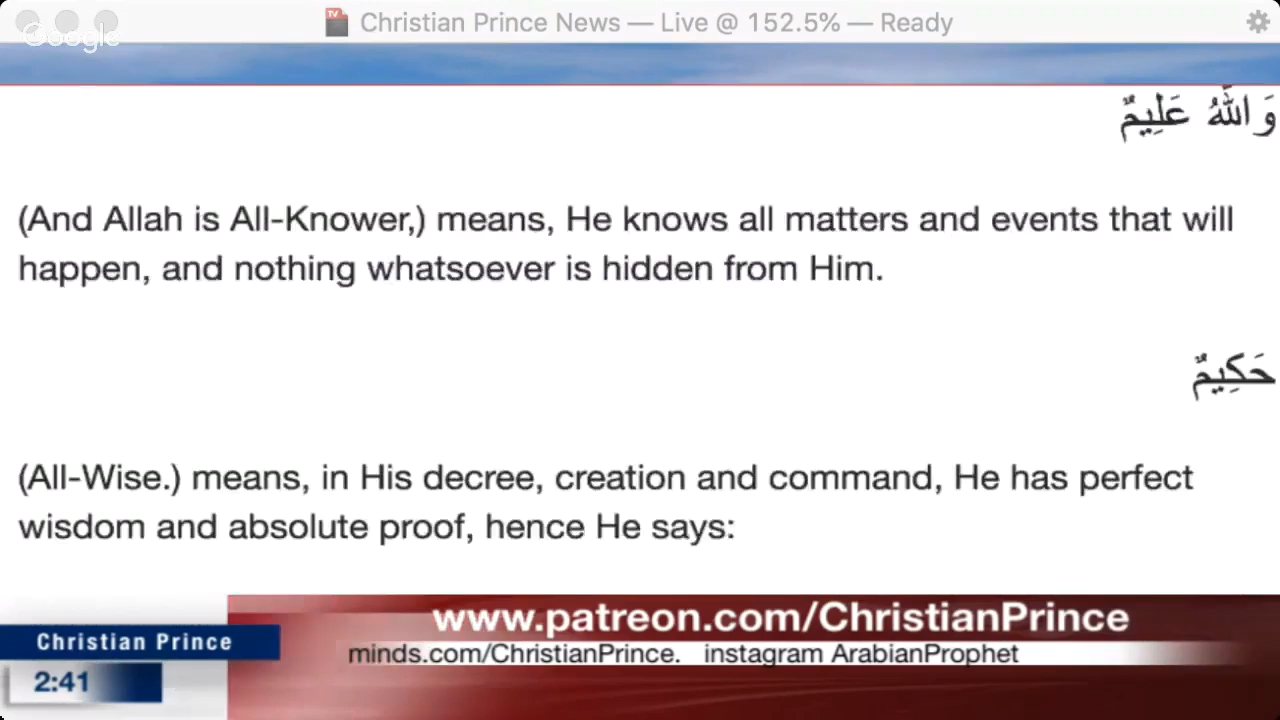 Google
Christian Prince News — Live @ 152.5% — Ready
وَاللَّهُ عَلِيمٌ
(And Allah is All-Knower,) means, He knows all matters and events that will
happen, and nothing whatsoever is hidden from Him.
حَكِيمٌ
(All-Wise.) means, in His decree, creation and command, He has perfect
wisdom and absolute proof, hence He says:
www.patreon.com/ChristianPrince
Christian Prince
minds.com/ChristianPrince. instagram ArabianProphet
2:41